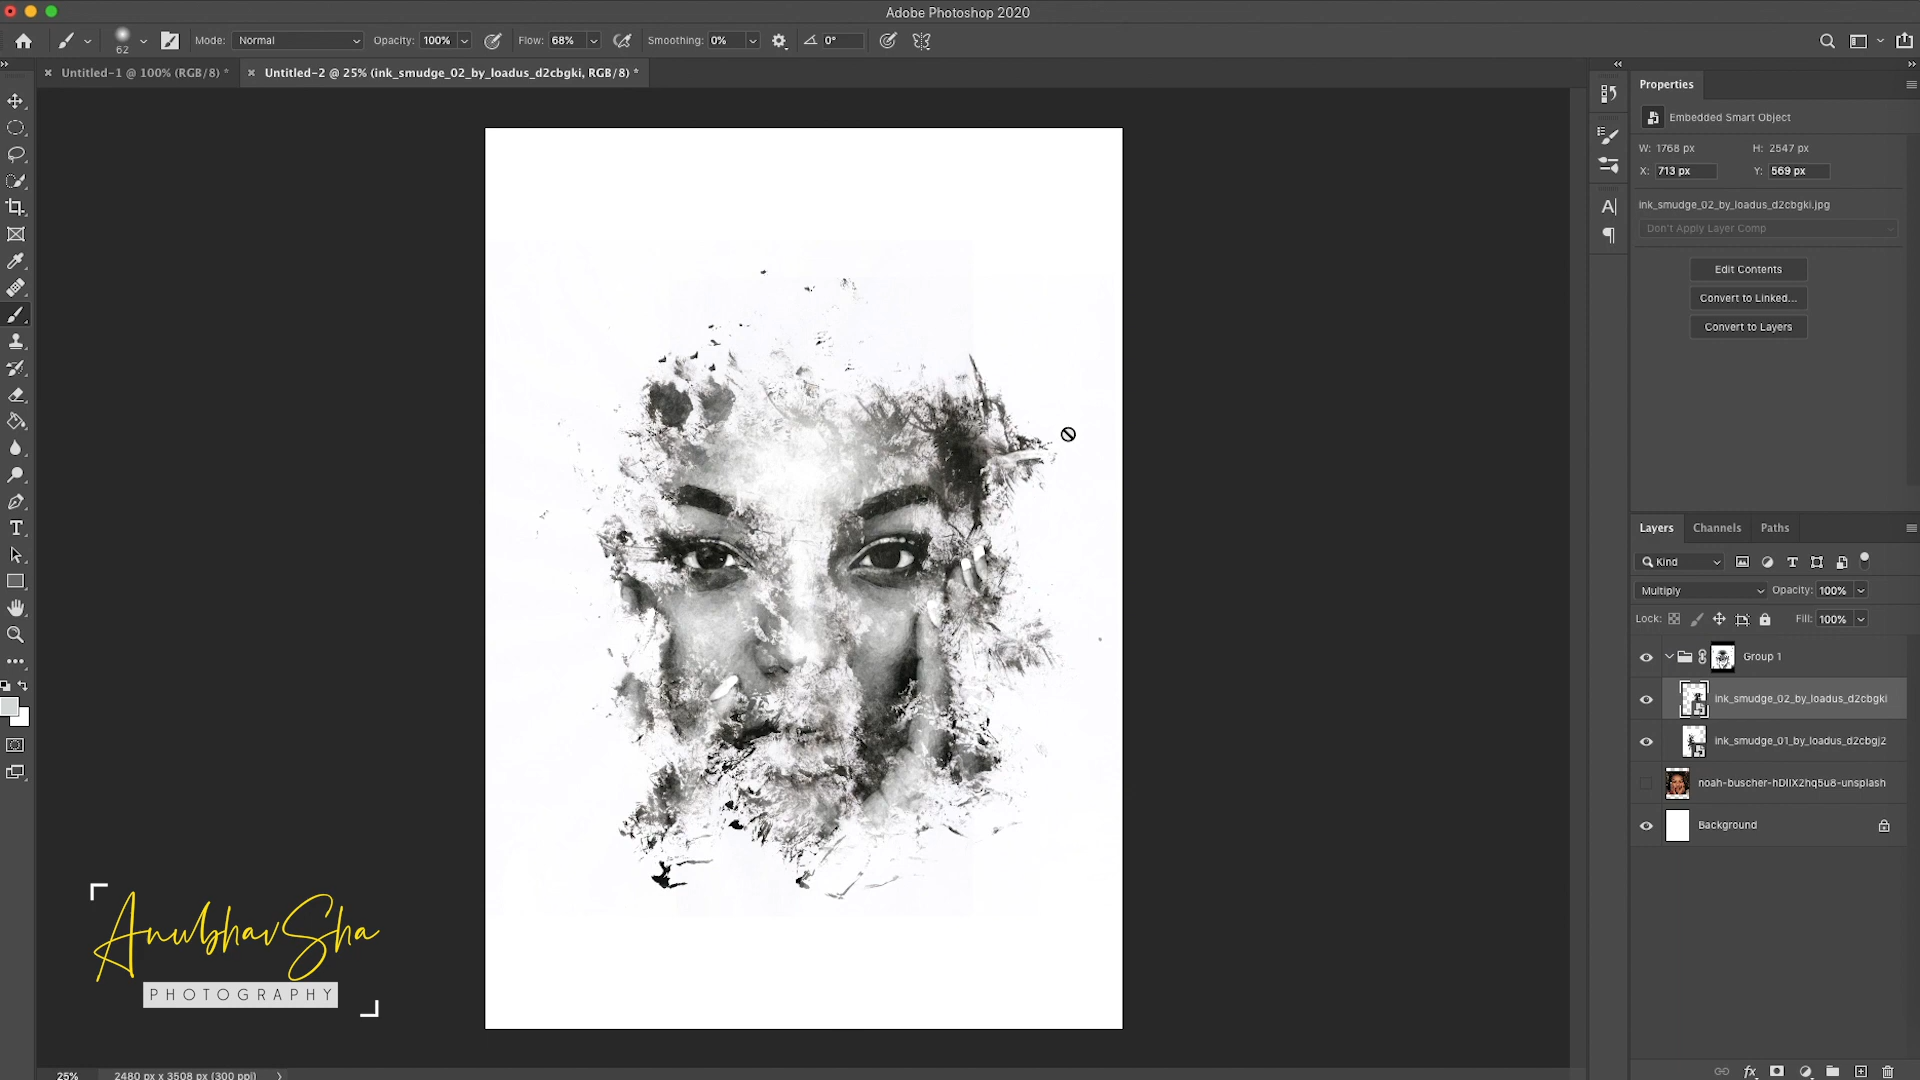 Adobe Photoshop 2020
62
Mode: Normal
Opacity: 100%
Flow: 68%
Smoothing: 0%
0°
Untitled-1 @ 100% (RGB/8) *
Untitled-2 @ 25% (ink_smudge_02_by_loadus_d2cbgki, RGB/8) *
Properties
Embedded Smart Object
W: 1768 px H: 2547 px
X: 713 px Y: 569 px
ink_smudge_02_by_loadus_d2cbgki.jpg
Don't Apply Layer Comp
Edit Contents
Convert to Linked...
Convert to Layers
Layers Channels Paths
Kind
Multiply Opacity: 100%
Lock: Fill: 100%
Group 1
ink_smudge_02_by_loadus_d2cbgki
ink_smudge_01_by_loadus_d2cbgj2
noah-buscher-hDIIX2hq5u8-unsplash
Background
AnubhavSha
PHOTOGRAPHY
25% 2480 px x 3508 px (300 ppi)